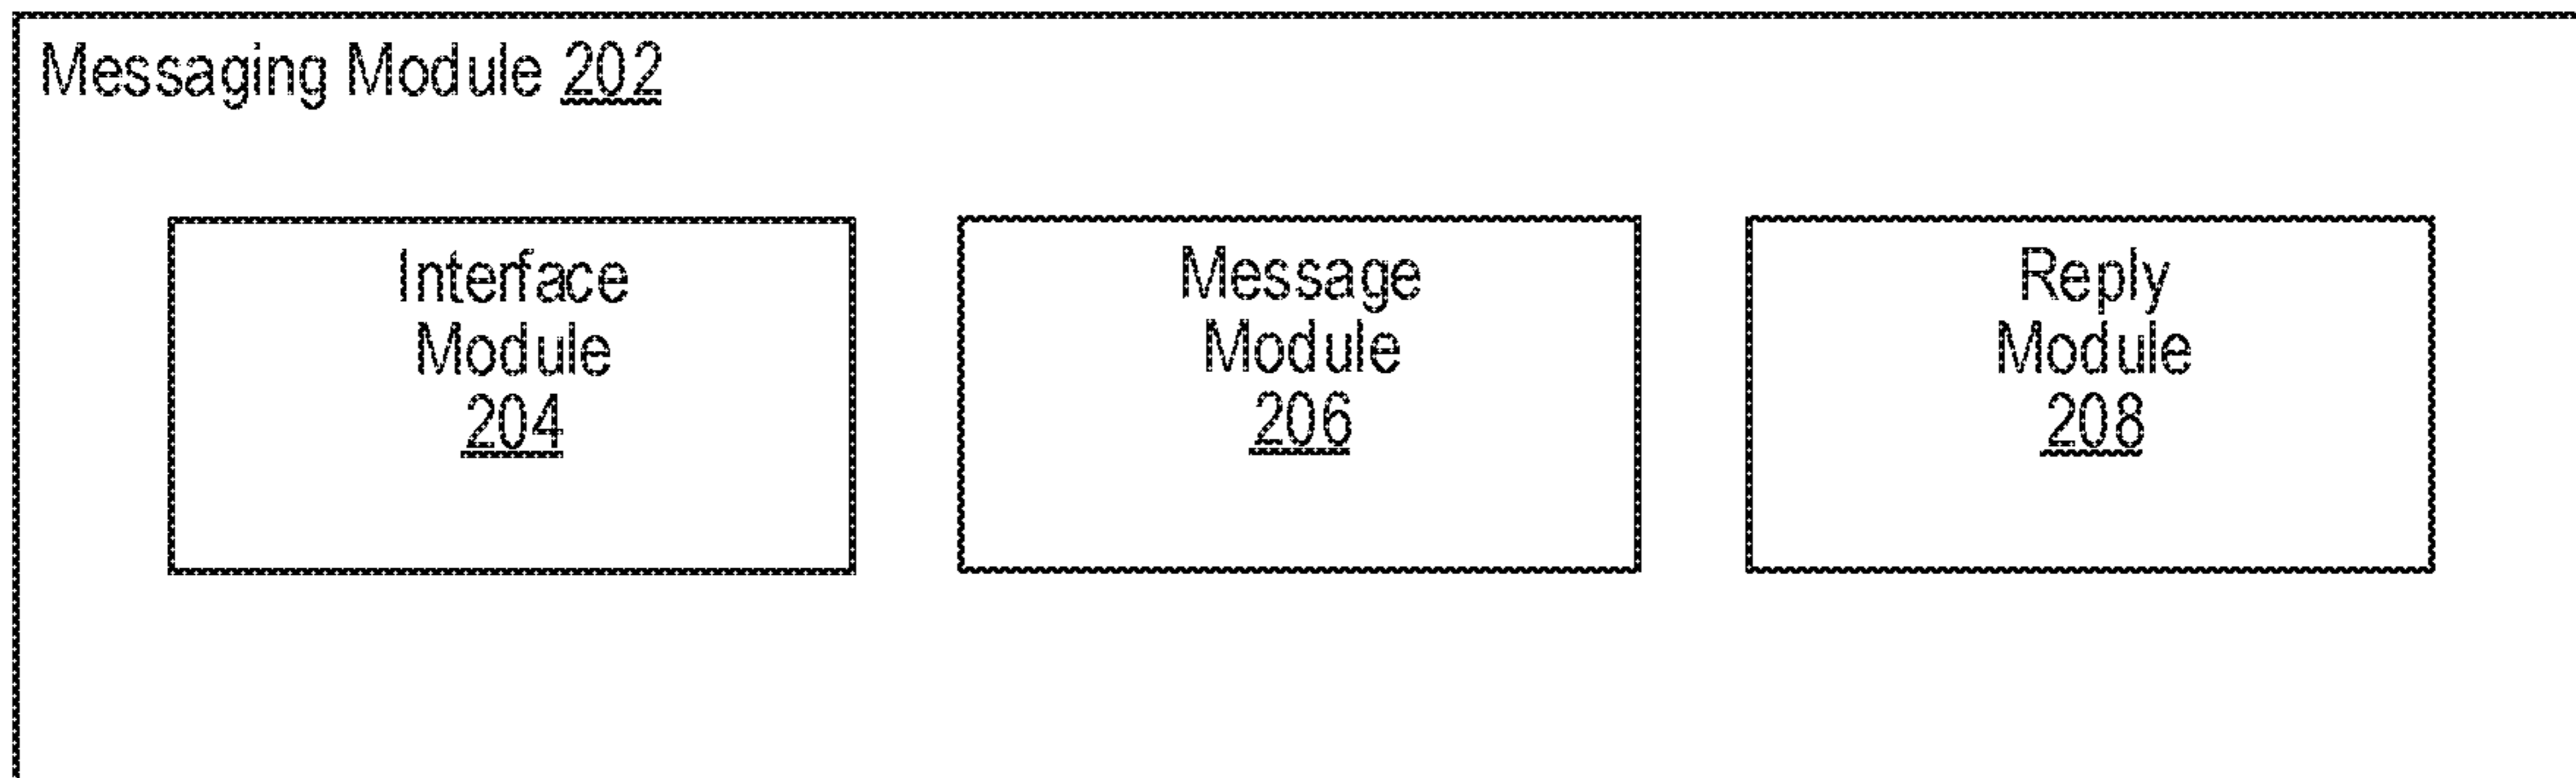 Messaging Module 202
Interface
Module
204
Message
Module
206
Reply
Module
208